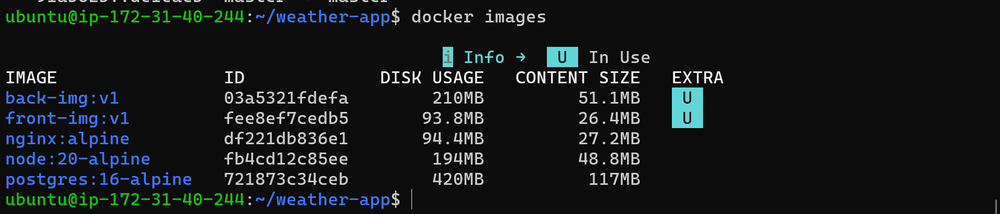 ubuntu@ip-172-31-40-244:~/weather-app$ docker images
i Info → U In Use
IMAGE ID DISK USAGE CONTENT SIZE EXTRA
back-img:v1 03a5321fdefa 210MB 51.1MB U
front-img:v1 fee8ef7cedb5 93.8MB 26.4MB U
nginx:alpine df221db836e1 94.4MB 27.2MB
node:20-alpine fb4cd12c85ee 194MB 48.8MB
postgres:16-alpine 721873c34ceb 420MB 117MB
ubuntu@ip-172-31-40-244:~/weather-app$